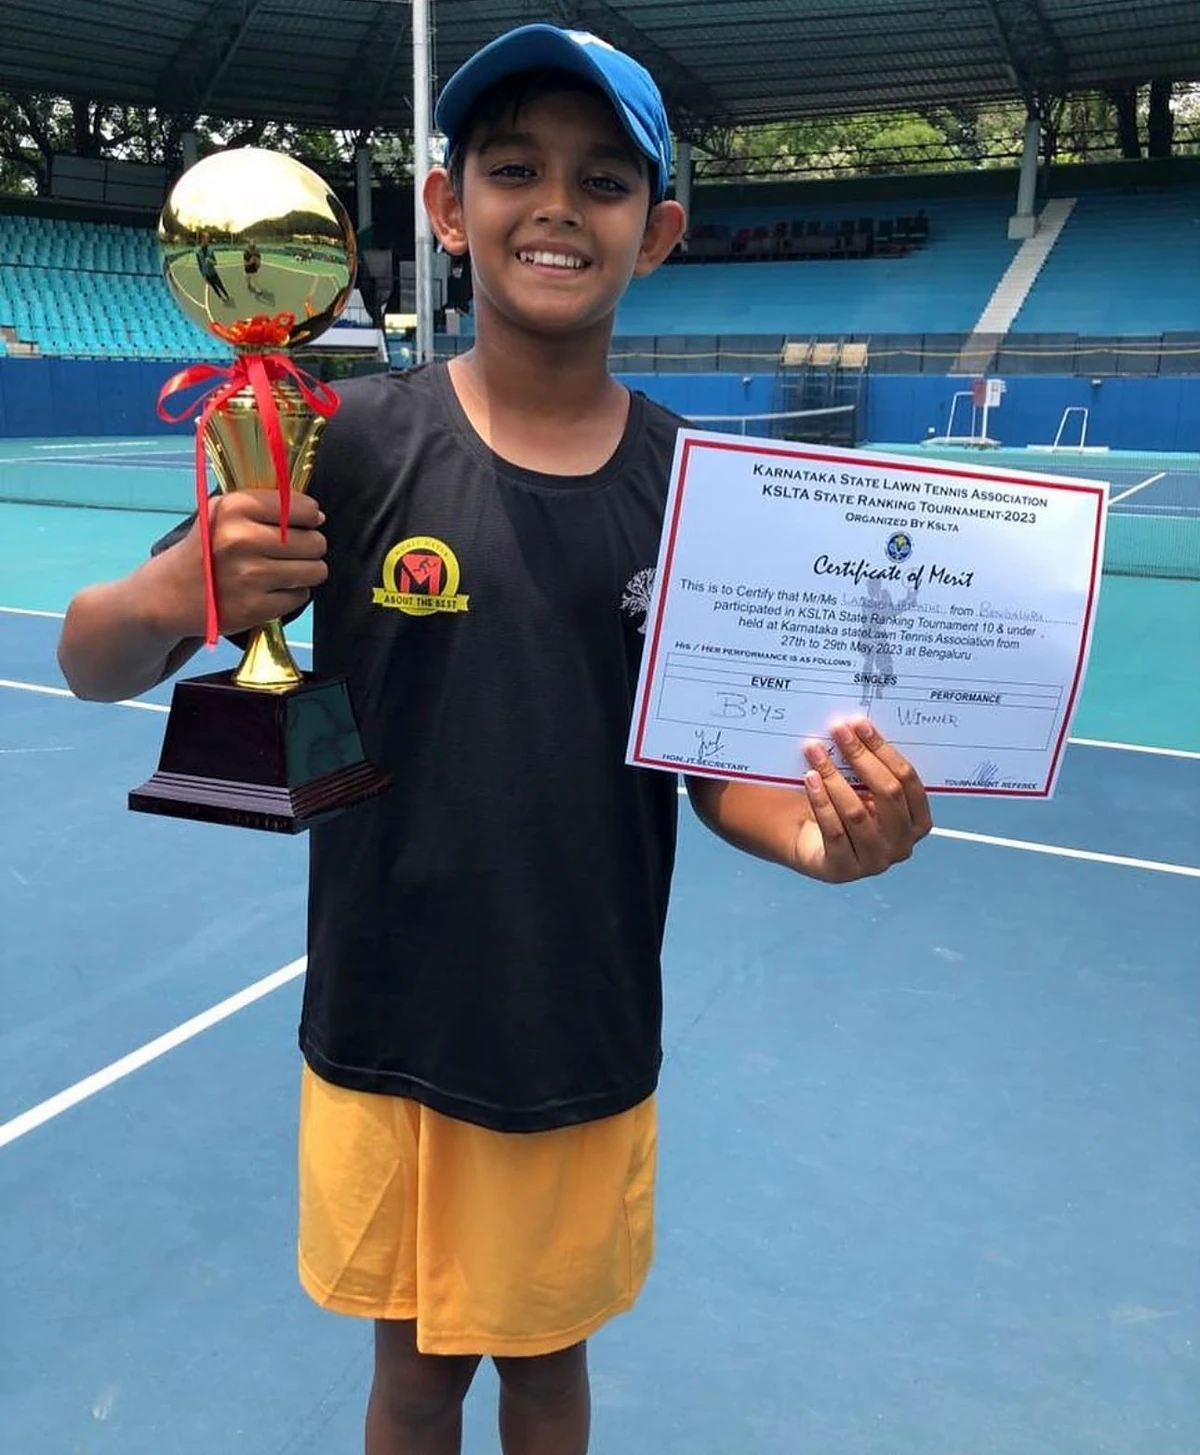 ABOUT THE BEST
KARNATAKA STATE LAWN TENNIS ASSOCIATION
KSLTA STATE RANKING TOURNAMENT-2023
ORGANIZED BY KSLTA
Certificate of Merit
This is to Certify that Mr/Ms from BENGALURU
participated in KSLTA State Ranking Tournament 10 & under .
held at Karnataka stateLawn Tennis Association from
27th to 29th May 2023 at Bengaluru
HIS / HER PERFORMANCE IS AS FOLLOWS :
SINGLES
EVENT PERFORMANCE
BOYS WINNER
HON.JT.SECRETARY TOURNAMENT REFEREE